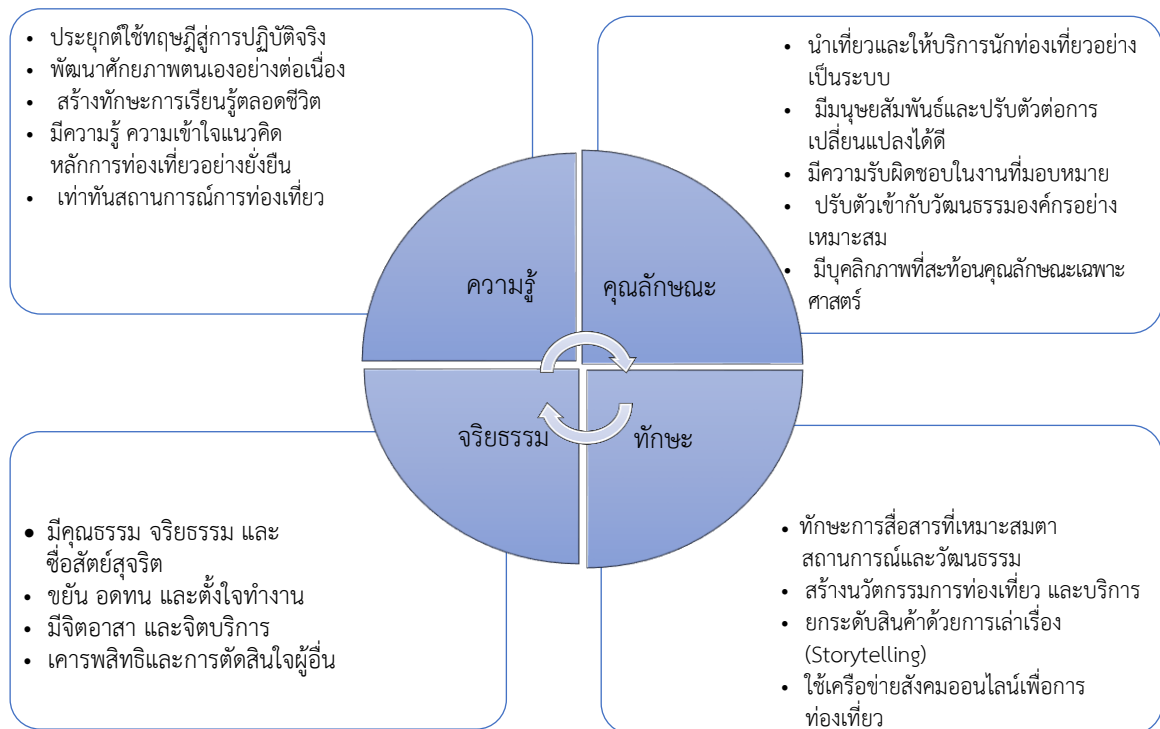 • ประยุกต์ใช้ทฤษฎีสู่การปฏิบัติจริง
• พัฒนาศักยภาพตนเองอย่างต่อเนื่อง
• สร้างทักษะการเรียนรู้ตลอดชีวิต
• มีความรู้ ความเข้าใจแนวคิด
หลักการท่องเที่ยวอย่างยั่งยืน
• เท่าทันสถานการณ์การท่องเที่ยว
• นำเที่ยวและให้บริการนักท่องเที่ยวอย่าง
เป็นระบบ
• มีมนุษยสัมพันธ์และปรับตัวต่อการ
เปลี่ยนแปลงได้ดี
• มีความรับผิดชอบในงานที่มอบหมาย
• ปรับตัวเข้ากับวัฒนธรรมองค์กรอย่าง
เหมาะสม
• มีบุคลิกภาพที่สะท้อนคุณลักษณะเฉพาะ
ศาสตร์
ความรู้
คุณลักษณะ
จริยธรรม
ทักษะ
• มีคุณธรรม จริยธรรม และ
ซื่อสัตย์สุจริต
• ขยัน อดทน และตั้งใจทำงาน
• มีจิตอาสา และจิตบริการ
• เคารพสิทธิและการตัดสินใจผู้อื่น
• ทักษะการสื่อสารที่เหมาะสมตา
สถานการณ์และวัฒนธรรม
• สร้างนวัตกรรมการท่องเที่ยว และบริการ
• ยกระดับสินค้าด้วยการเล่าเรื่อง
(Storytelling)
• ใช้เครือข่ายสังคมออนไลน์เพื่อการ
ท่องเที่ยว